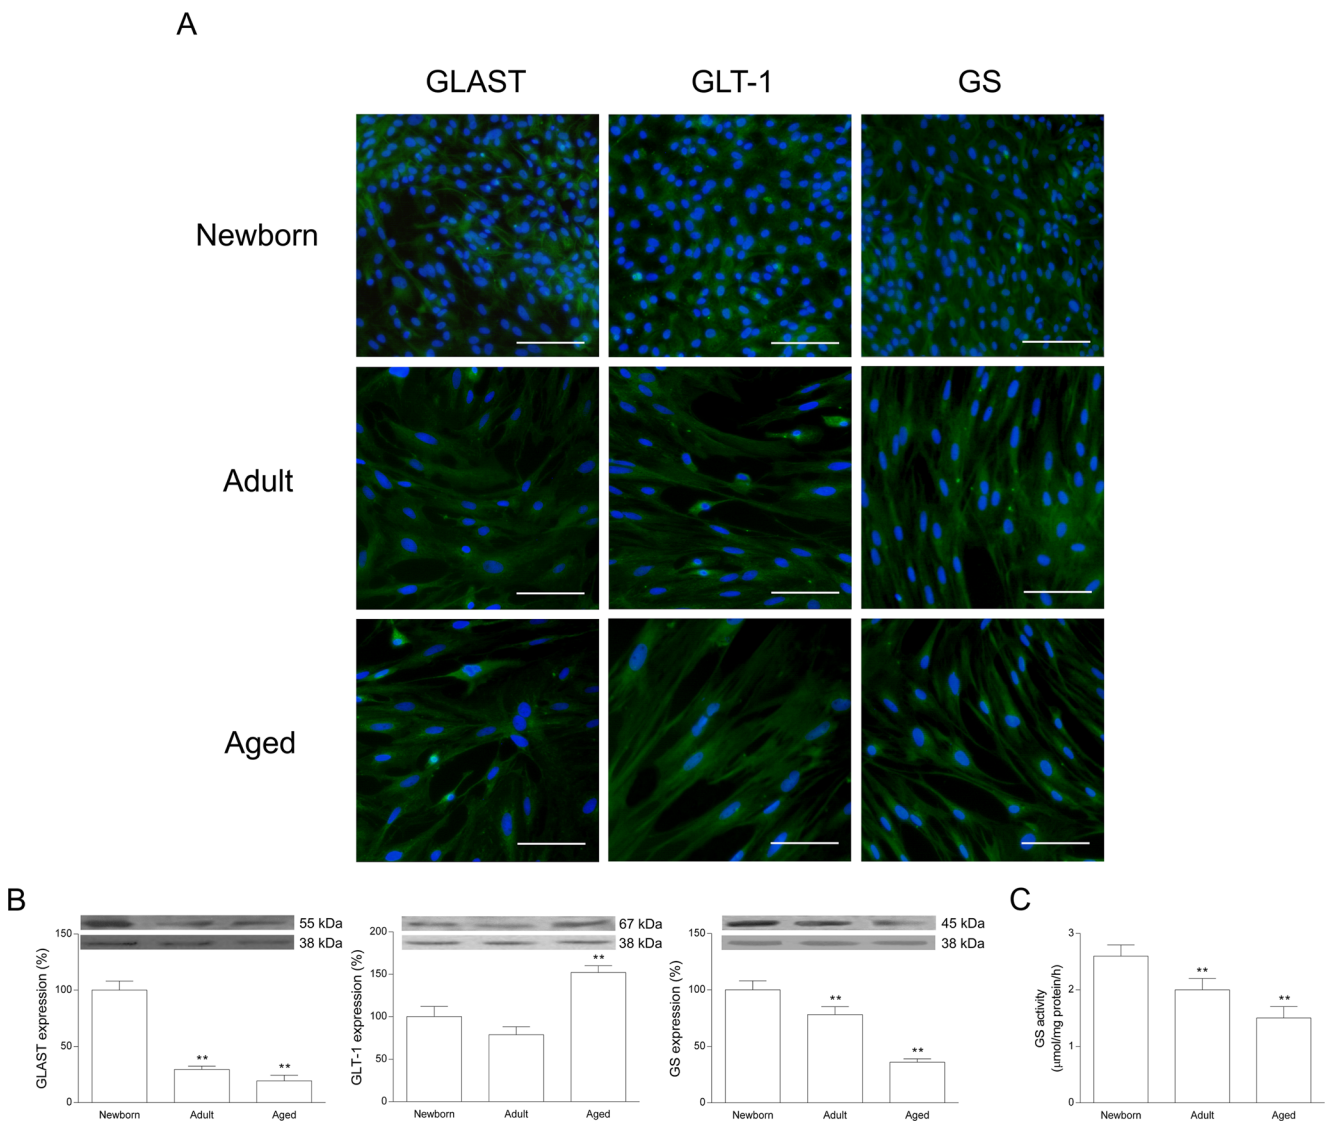 A
GLAST GLT-1 GS
Newborn
Adult
Aged
B
55 kDa
38 kDa
150
100
50
0
GLAST expression (%)
**
**
Newborn Adult Aged
67 kDa
38 kDa
200
150
100
50
0
GLT-1 expression (%)
**
Newborn Adult Aged
45 kDa
38 kDa
150
100
50
0
GS expression (%)
**
**
Newborn Adult Aged
C
3
2
1
0
GS activity
(μmol/mg protein/h)
**
**
Newborn Adult Aged